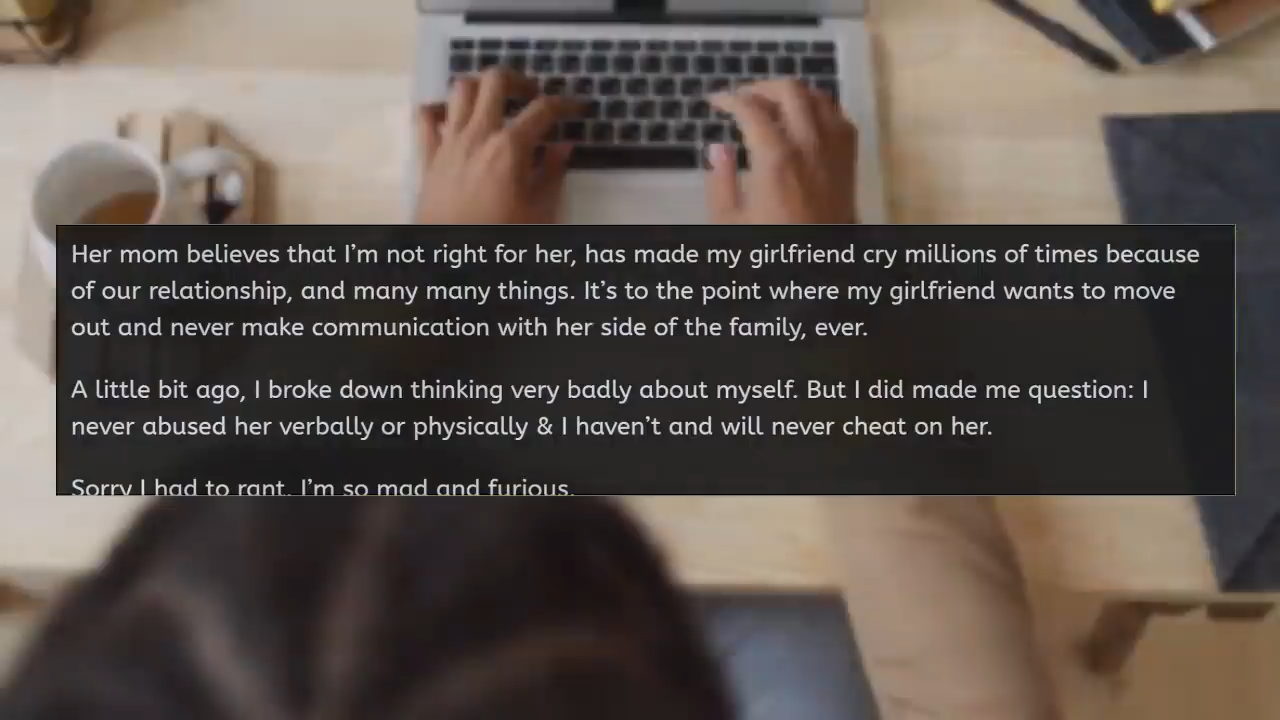 Her mom believes that I’m not right for her, has made my girlfriend cry millions of times because
of our relationship, and many many things. It’s to the point where my girlfriend wants to move
out and never make communication with her side of the family, ever.
A little bit ago, I broke down thinking very badly about myself. But I did made me question: I
never abused her verbally or physically & I haven’t and will never cheat on her.
Sorry I had to rant. I’m so mad and furious.